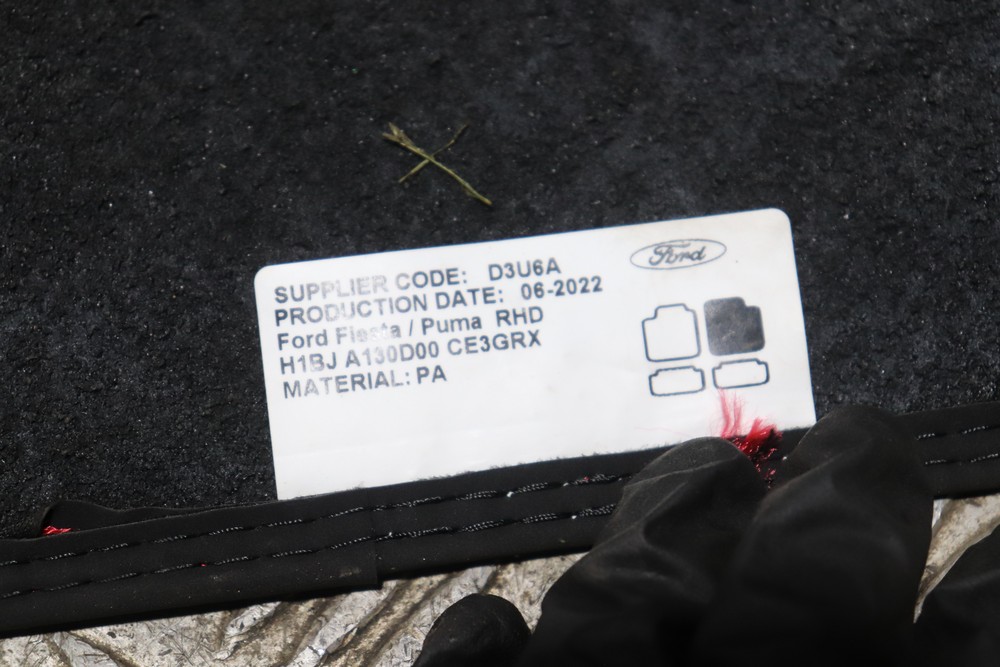 Ford
SUPPLIER CODE: D3U6A
PRODUCTION DATE: 06-2022
Ford Fiesta / Puma RHD
H1BJ A130D00 CE3GRX
MATERIAL: PA